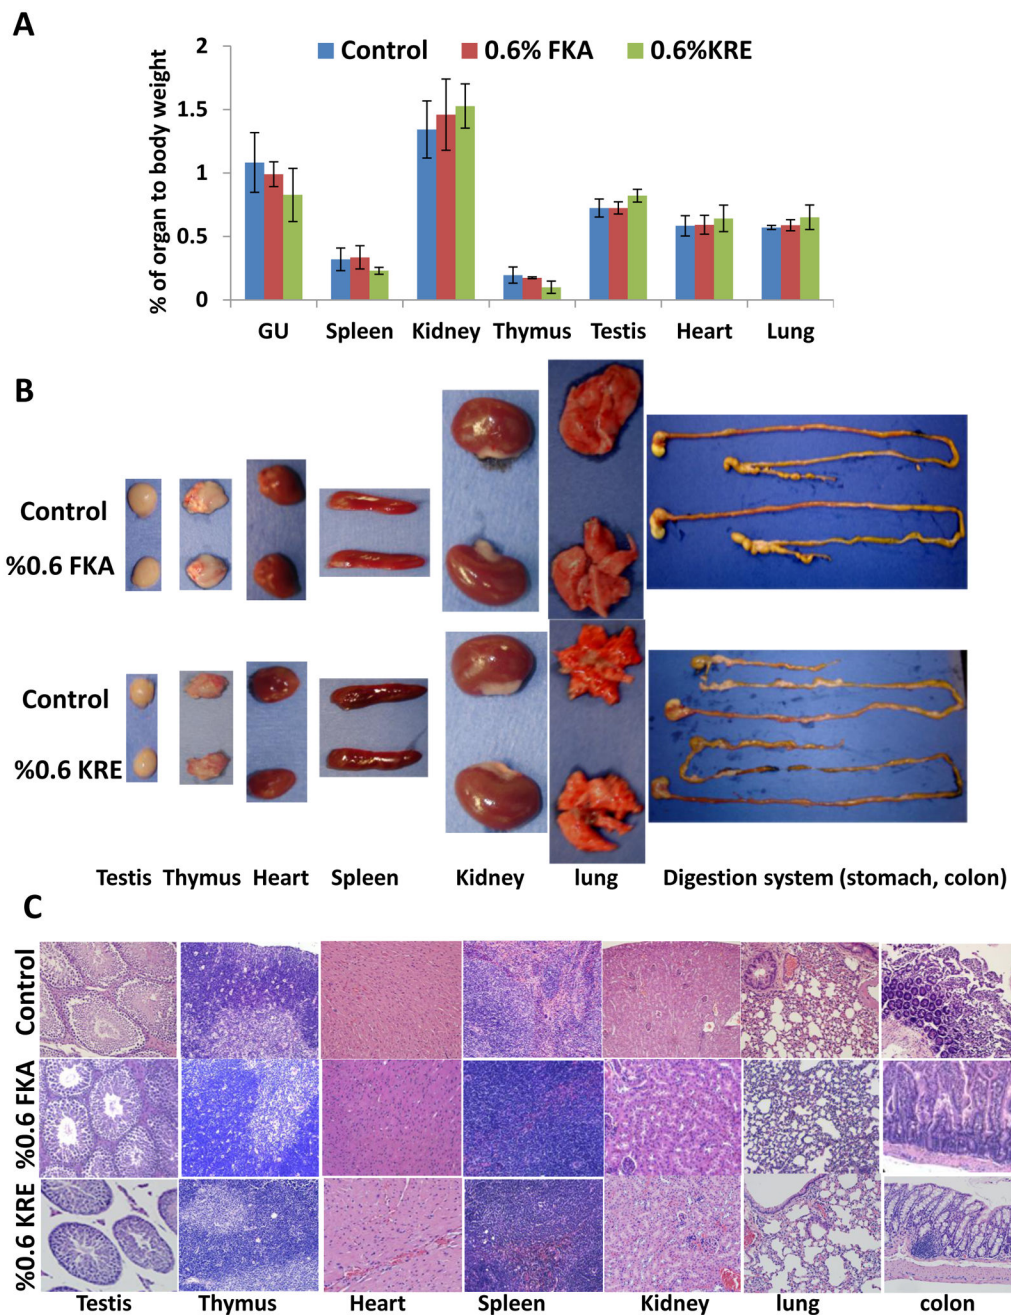 A
Control 0.6% FKA 0.6%KRE
% of organ to body weight
2
1.5
1
0.5
0
GU Spleen Kidney Thymus Testis Heart Lung
B
Control
%0.6 FKA
Control
%0.6 KRE
Testis Thymus Heart Spleen Kidney lung Digestion system (stomach, colon)
C
Control
%0.6 FKA
%0.6 KRE
Testis Thymus Heart Spleen Kidney lung colon